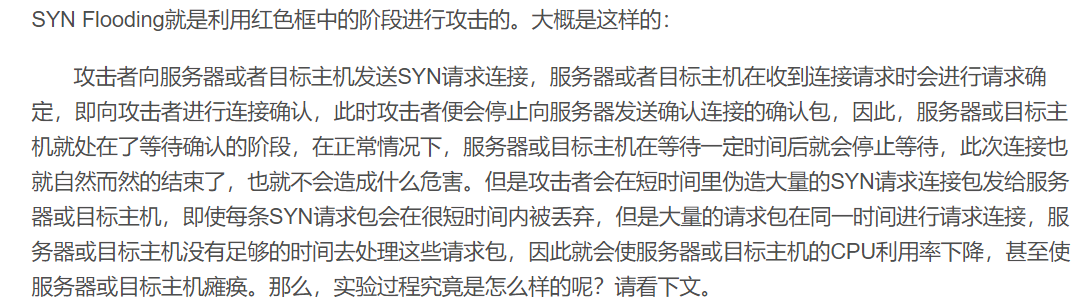 SYN Flooding就是利用红色框中的阶段进行攻击的。大概是这样的：
攻击者向服务器或者目标主机发送SYN请求连接，服务器或者目标主机在收到连接请求时会进行请求确
定，即向攻击者进行连接确认，此时攻击者便会停止向服务器发送确认连接的确认包，因此，服务器或目标主
机就处在了等待确认的阶段，在正常情况下，服务器或目标主机在等待一定时间后就会停止等待，此次连接也
就自然而然的结束了，也就不会造成什么危害。但是攻击者会在短时间里伪造大量的SYN请求连接包发给服务
器或目标主机，即使每条SYN请求包会在很短时间内被丢弃，但是大量的请求包在同一时间进行请求连接，服
务器或目标主机没有足够的时间去处理这些请求包，因此就会使服务器或目标主机的CPU利用率下降，甚至使
服务器或目标主机瘫痪。那么，实验过程究竟是怎么样的呢？请看下文。